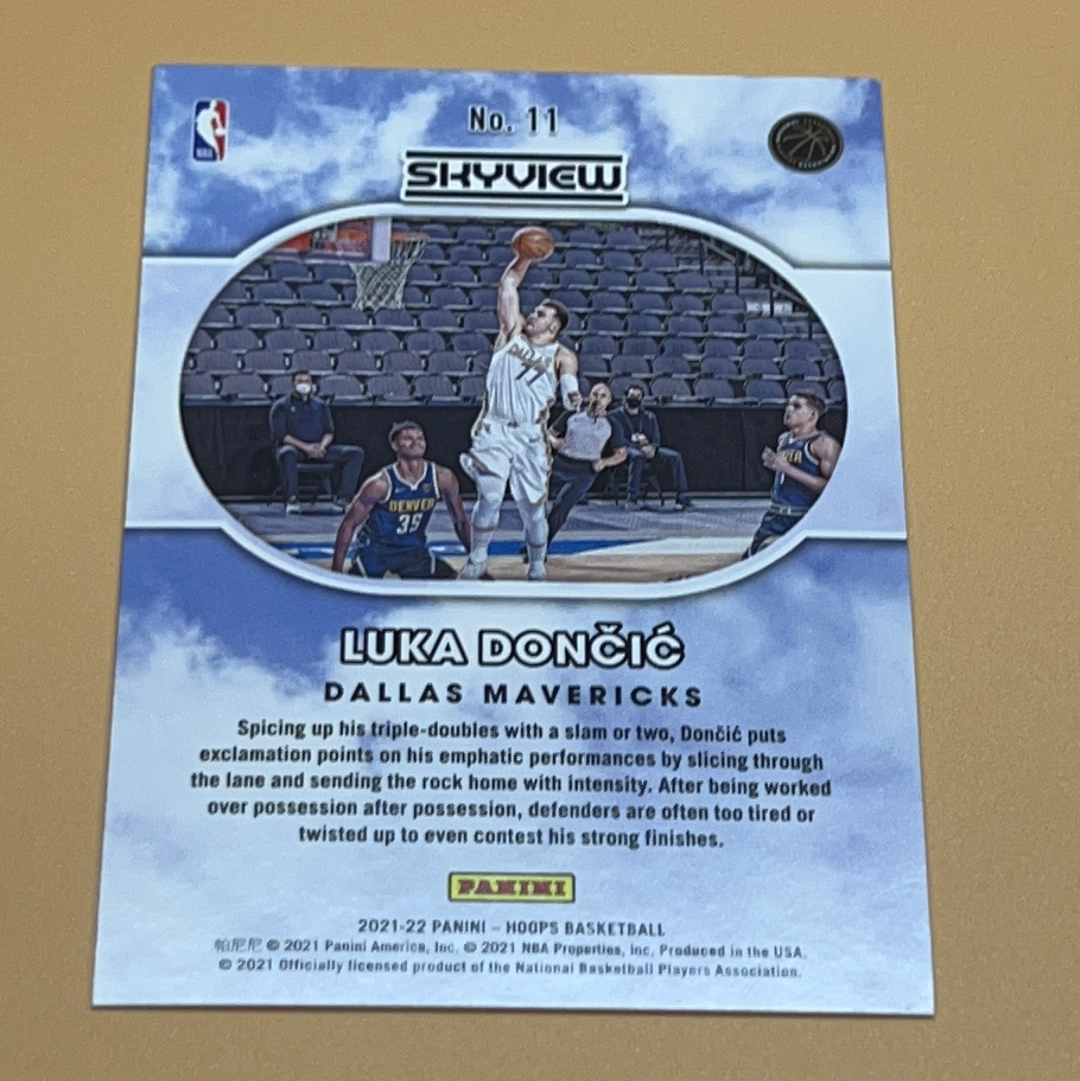 No. 11
SKYVIEW
NBA
DALLAS
77
DENVER
35
LUKA DONČIĆ
DALLAS MAVERICKS
Spicing up his triple-doubles with a slam or two, Dončić puts
exclamation points on his emphatic performances by slicing through
the lane and sending the rock home with intensity. After being worked
over possession after possession, defenders are often too tired or
twisted up to even contest his strong finishes.
PANINI
2021-22 PANINI – HOOPS BASKETBALL
帕尼尼 © 2021 Panini America, Inc. © 2021 NBA Properties, Inc. Produced in the USA.
© 2021 Officially licensed product of the National Basketball Players Association.